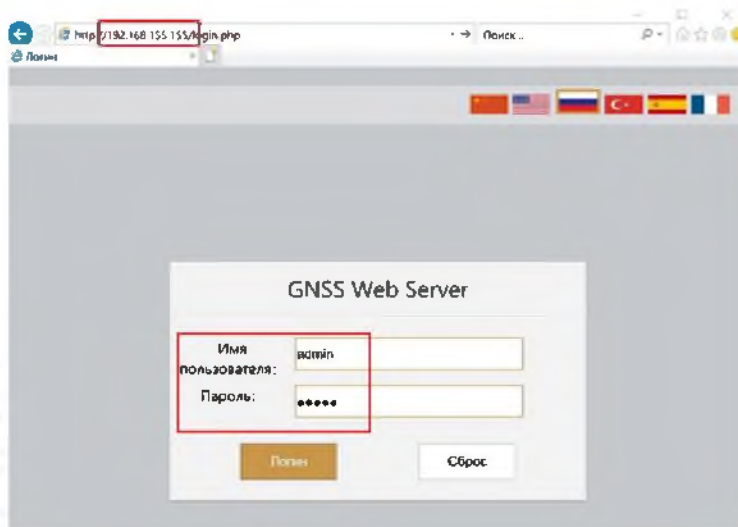 http://192.168.155.155/login.php
Поиск...
Логин
GNSS Web Server
Имя
пользователя:
admin
Пароль:
•••••
Логин
Сброс